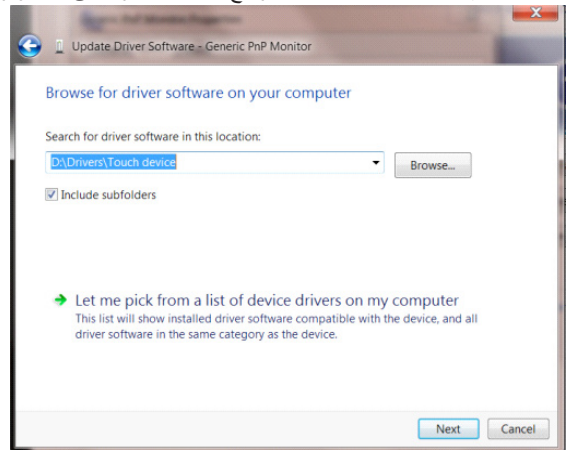 Update Driver Software - Generic PnP Monitor
Browse for driver software on your computer
Search for driver software in this location:
D:\Drivers\Touch device
Browse...
Include subfolders
Let me pick from a list of device drivers on my computer
This list will show installed driver software compatible with the device, and all
driver software in the same category as the device.
Next
Cancel